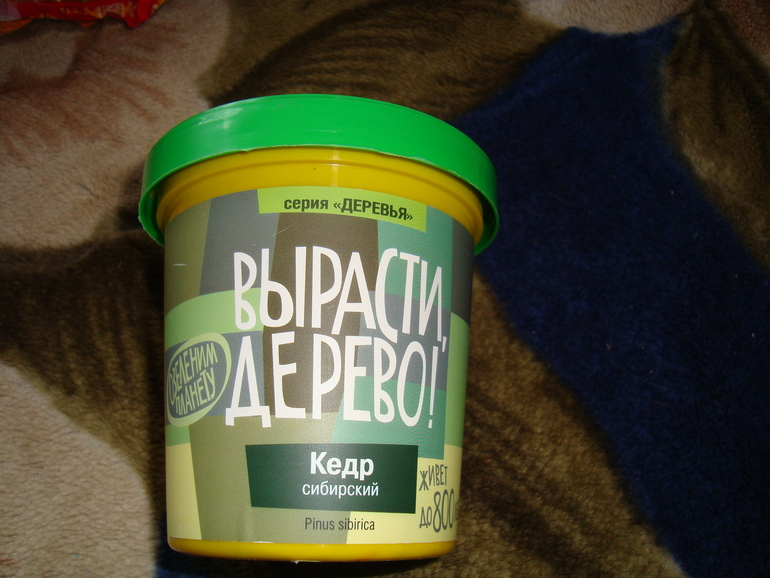 серия «ДЕРЕВЬЯ»
ВЫРАСТИ,
ДЕРЕВО!
ОЗЕЛЕНИМ
ПЛАНЕТУ
Кедр
сибирский
Pinus sibirica
ЖИВЕТ
ДО 800